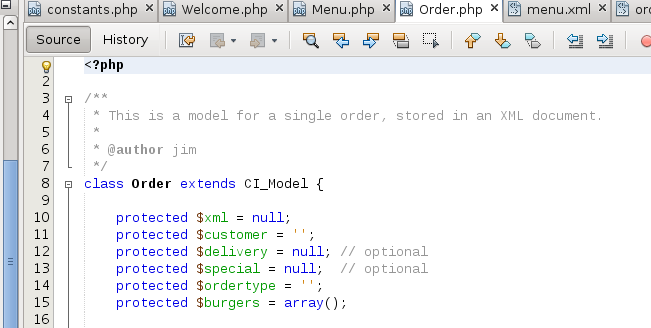 constants.php Welcome.php Menu.php Order.php menu.xml
Source History
<?php
2
3 /**
4 * This is a model for a single order, stored in an XML document.
5 *
6 * @author jim
7 */
8 class Order extends CI_Model {
9
10 protected $xml = null;
11 protected $customer = '';
12 protected $delivery = null; // optional
13 protected $special = null;  // optional
14 protected $ordertype = '';
15 protected $burgers = array();
16